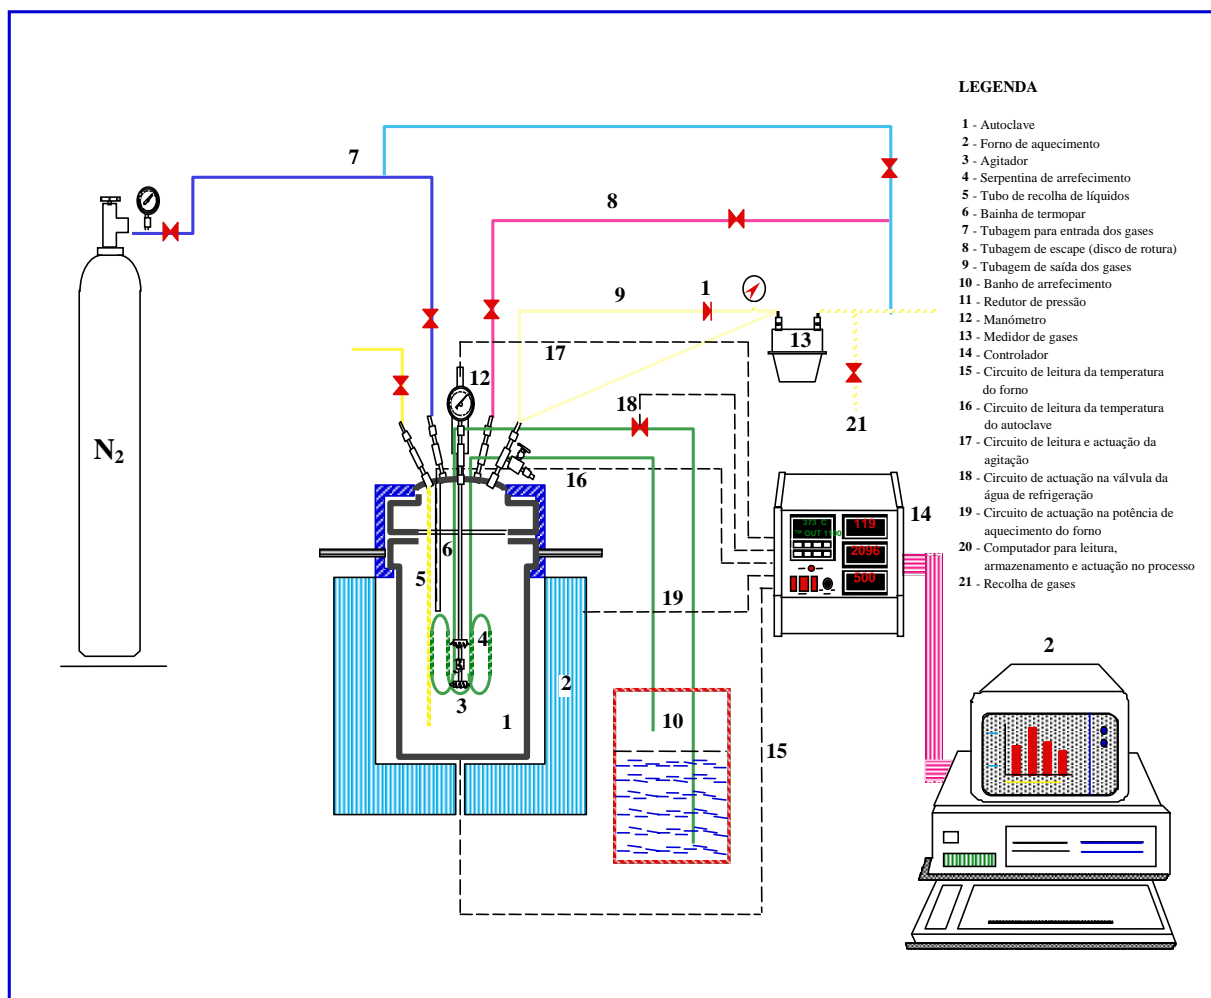 LEGENDA
1 - Autoclave
2 - Forno de aquecimento
3 - Agitador
4 - Serpentina de arrefecimento
5 - Tubo de recolha de líquidos
6 - Bainha de termopar
7 - Tubagem para entrada dos gases
8 - Tubagem de escape (disco de rotura)
9 - Tubagem de saída dos gases
10 - Banho de arrefecimento
11 - Redutor de pressão
12 - Manómetro
13 - Medidor de gases
14 - Controlador
15 - Circuito de leitura da temperatura
do forno
16 - Circuito de leitura da temperatura
do autoclave
17 - Circuito de leitura e actuação da
agitação
18 - Circuito de actuação na válvula da
água de refrigeração
19 - Circuito de actuação na potência de
aquecimento do forno
20 - Computador para leitura,
armazenamento e actuação no processo
21 - Recolha de gases
7
8
9
1
17
13
12
18
21
N2
16
14
373 C
119
2096
500
6
5
19
4
2
3
1
10
15
2